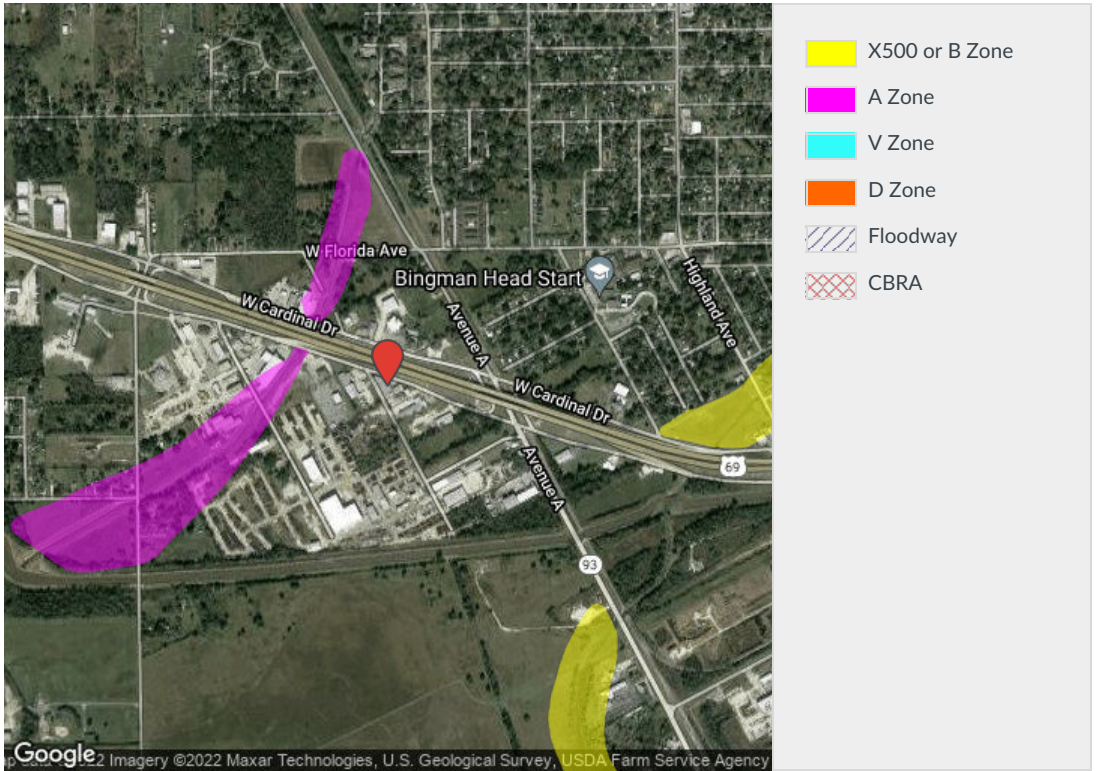 X500 or B Zone
A Zone
V Zone
D Zone
Floodway
CBRA
W Florida Ave
Bingman Head Start
Highland Ave
W Cardinal Dr
Avenue A
W Cardinal Dr
69
Avenue A
93
Google
Imagery ©2022 Maxar Technologies, U.S. Geological Survey, USDA Farm Service Agency